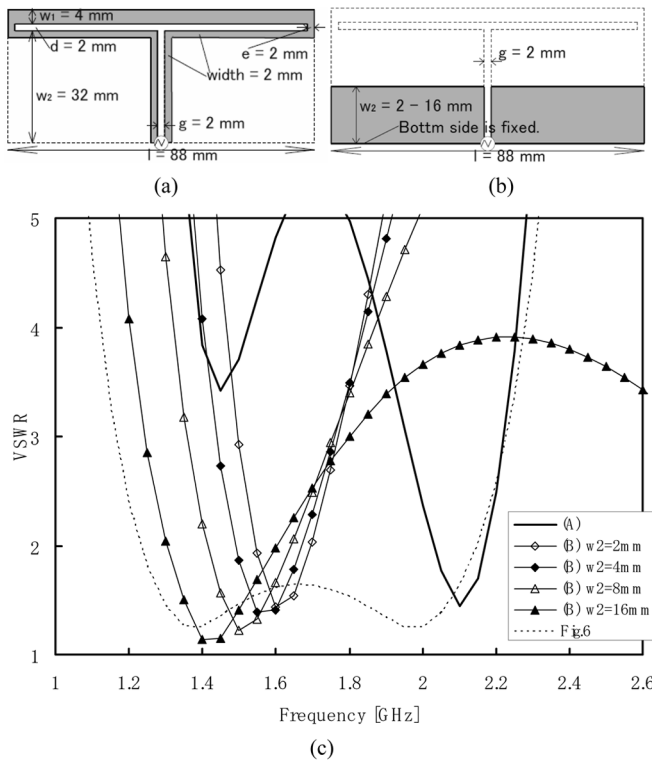 w₁ = 4 mm
d = 2 mm
e = 2 mm
width = 2 mm
w₂ = 32 mm
g = 2 mm
l = 88 mm
(a)
g = 2 mm
w₂ = 2 – 16 mm
Bottm side is fixed.
l = 88 mm
(b)
5
4
3
2
1
VSWR
(A)
(B) w2=2mm
(B) w2=4mm
(B) w2=8mm
(B) w2=16mm
Fig.6
1 1.2 1.4 1.6 1.8 2 2.2 2.4 2.6
Frequency [GHz]
(c)